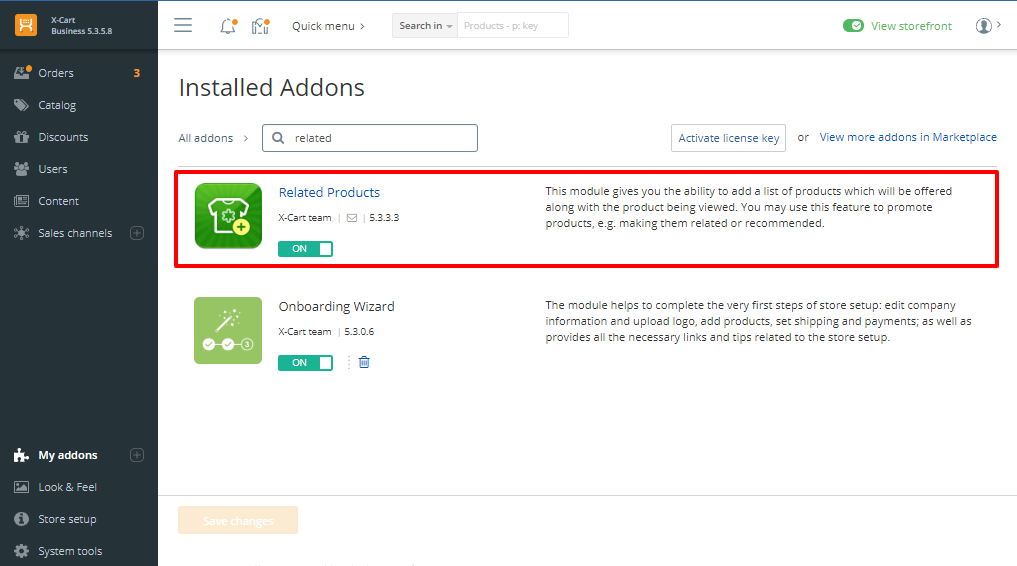 X-Cart
Business 5.3.5.8
Quick menu
Search in
Products - p: key
View storefront
Orders
3
Catalog
Discounts
Users
Content
Sales channels
My addons
Look & Feel
Store setup
System tools
Installed Addons
All addons
related
Activate license key
or
View more addons in Marketplace
Related Products
X-Cart team | | 5.3.3.3
ON
This module gives you the ability to add a list of products which will be offered
along with the product being viewed. You may use this feature to promote
products, e.g. making them related or recommended.
3
Onboarding Wizard
X-Cart team | 5.3.0.6
ON
The module helps to complete the very first steps of store setup: edit company
information and upload logo, add products, set shipping and payments; as well as
provides all the necessary links and tips related to the store setup.
Save changes